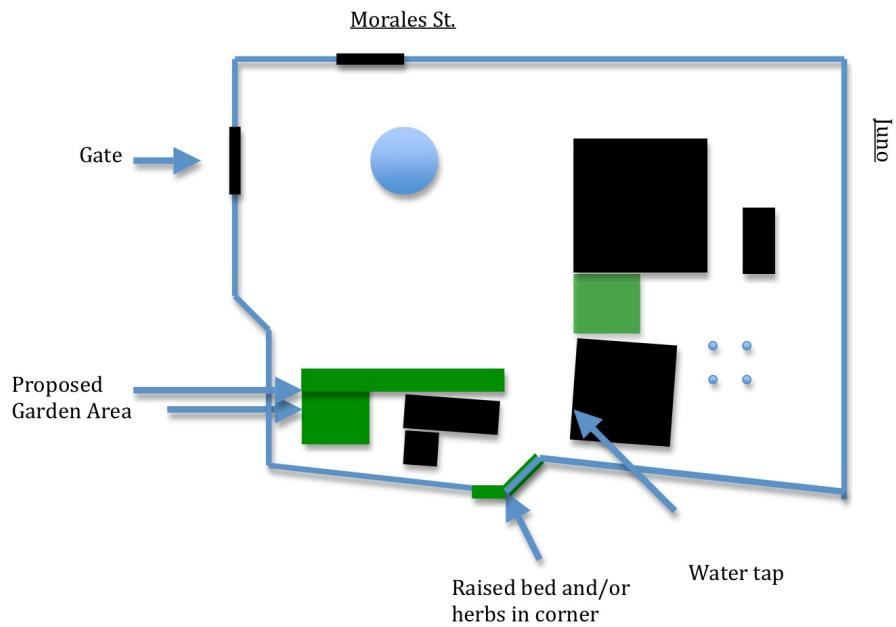 Morales St.
Juno
Gate
Proposed
Garden Area
Water tap
Raised bed and/or
herbs in corner